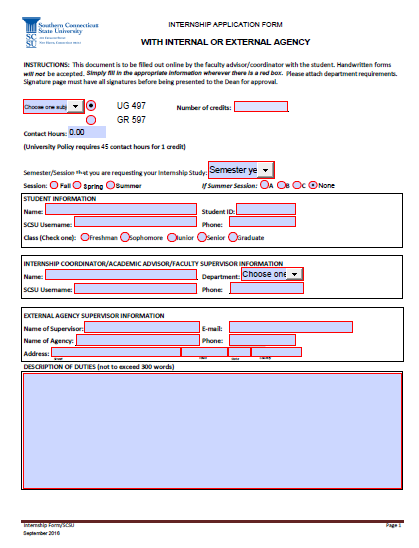 Southern Connecticut
State University
SC
SU
INTERNSHIP APPLICATION FORM
WITH INTERNAL OR EXTERNAL AGENCY
INSTRUCTIONS: This document is to be filled out online by the faculty advisor/coordinator with the student. Handwritten forms
will not be accepted. Simply fill in the appropriate information wherever there is a red box. Please attach department requirements.
Signature page must have all signatures before being presented to the Dean for approval.
Choose one subj UG 497 Number of credits:
GR 597
Contact Hours: 0.00
(University Policy requires 45 contact hours for 1 credit)
Semester/Session that you are requesting your Internship Study: Semester ye
Session: Fall Spring Summer If Summer Session: A B C None
STUDENT INFORMATION
Name: Student ID:
SCSU Username: Phone:
Class (Check one): Freshman Sophomore Junior Senior Graduate
INTERNSHIP COORDINATOR/ACADEMIC ADVISOR/FACULTY SUPERVISOR INFORMATION
Name: Department: Choose one
SCSU Username: Phone:
EXTERNAL AGENCY SUPERVISOR INFORMATION
Name of Supervisor: E-mail:
Name of Agency: Phone:
Address:
DESCRIPTION OF DUTIES (not to exceed 300 words)
Internship Form/SCSU Page 1
September 2016